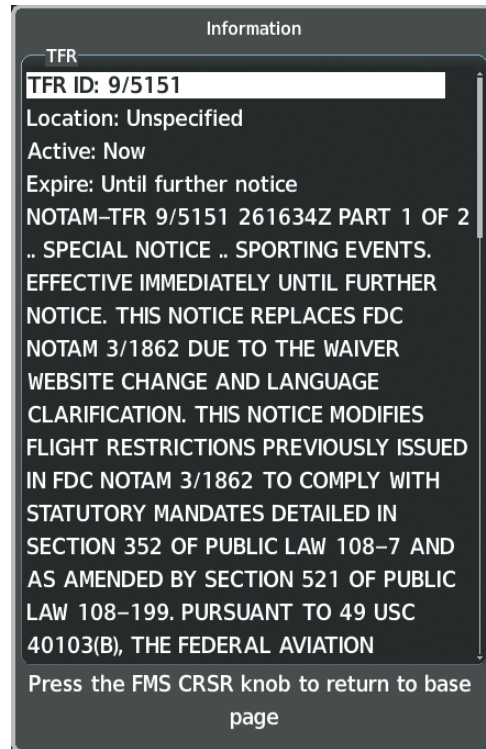 Information
TFR
TFR ID: 9/5151
Location: Unspecified
Active: Now
Expire: Until further notice
NOTAM–TFR 9/5151 261634Z PART 1 OF 2
.. SPECIAL NOTICE .. SPORTING EVENTS.
EFFECTIVE IMMEDIATELY UNTIL FURTHER
NOTICE. THIS NOTICE REPLACES FDC
NOTAM 3/1862 DUE TO THE WAIVER
WEBSITE CHANGE AND LANGUAGE
CLARIFICATION. THIS NOTICE MODIFIES
FLIGHT RESTRICTIONS PREVIOUSLY ISSUED
IN FDC NOTAM 3/1862 TO COMPLY WITH
STATUTORY MANDATES DETAILED IN
SECTION 352 OF PUBLIC LAW 108–7 AND
AS AMENDED BY SECTION 521 OF PUBLIC
LAW 108–199. PURSUANT TO 49 USC
40103(B), THE FEDERAL AVIATION
Press the FMS CRSR knob to return to base
page